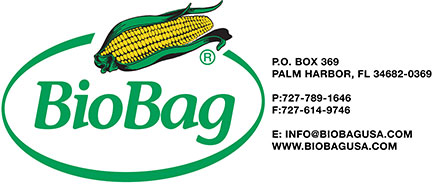 BioBag®
P.O. BOX 369
PALM HARBOR, FL 34682-0369
P:727-789-1646
F:727-614-9746
E: INFO@BIOBAGUSA.COM
WWW.BIOBAGUSA.COM